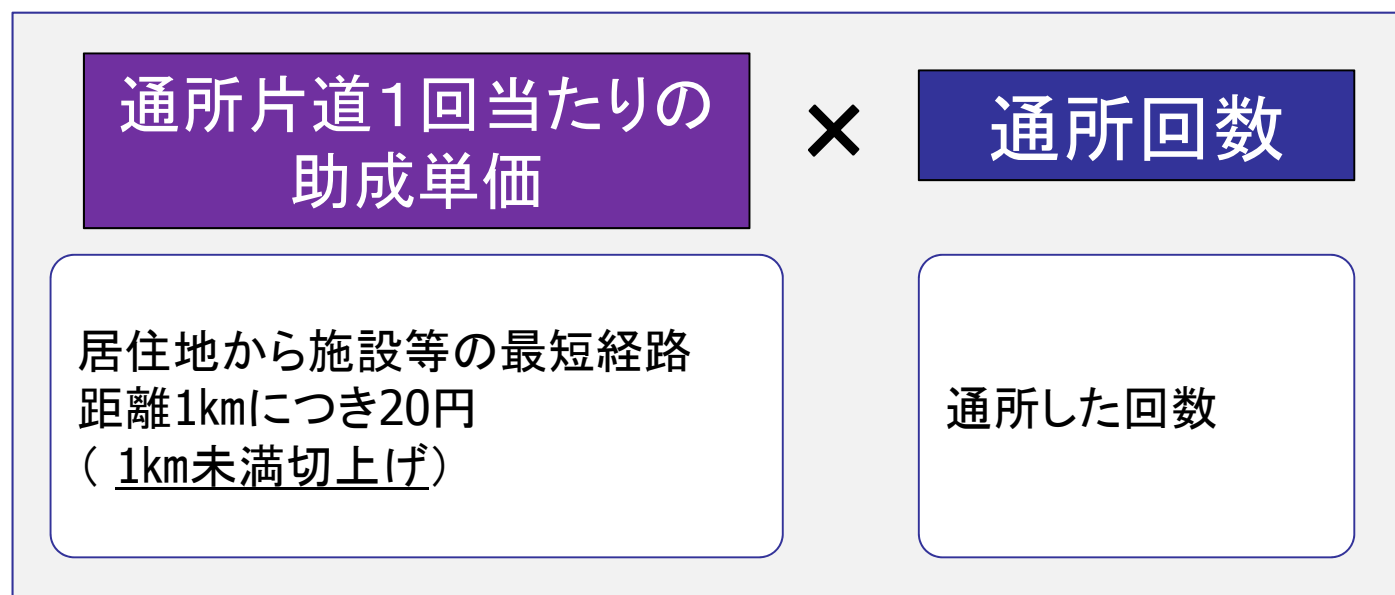 通所片道１回当たりの
助成単価
×
通所回数
居住地から施設等の最短経路
距離1kmにつき20円
（ 1km未満切上げ）
通所した回数